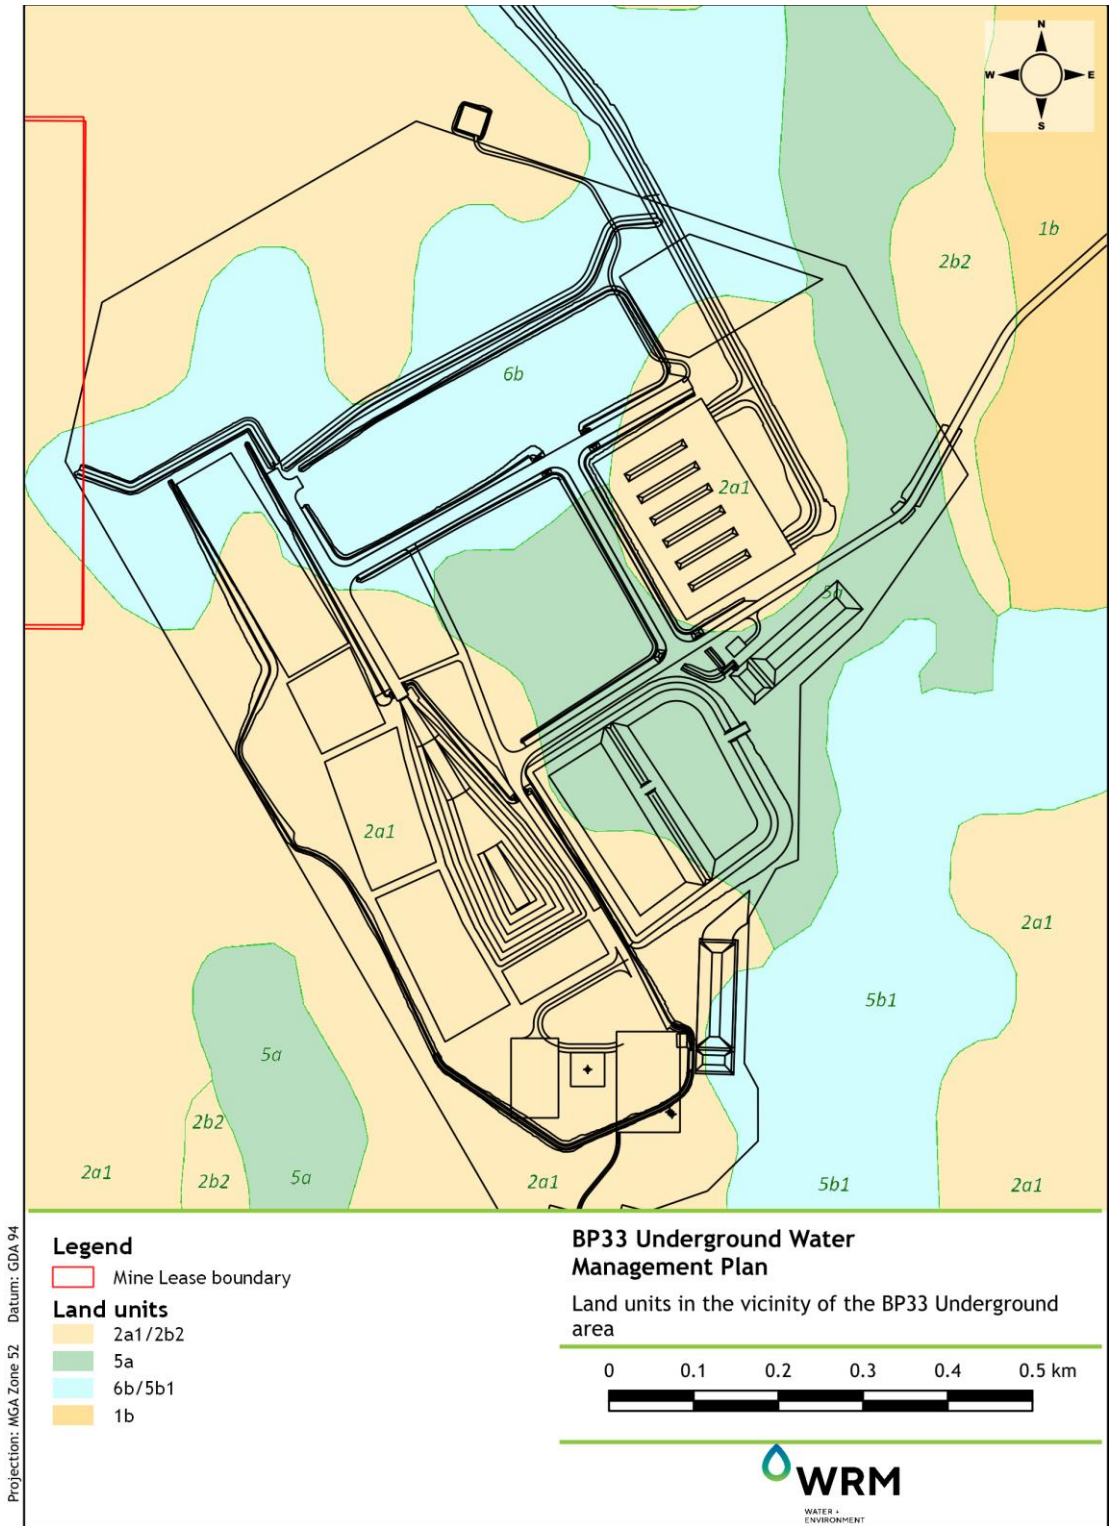 N
W
E
S
1b
2b2
6b
2a1
5a
2a1
2a1
5b1
5a
2b2
2a1
2b2
5a
2a1
5b1
2a1
Projection: MGA Zone 52 Datum: GDA 94
Legend
Mine Lease boundary
Land units
2a1/2b2
5a
6b/5b1
1b
BP33 Underground Water
Management Plan
Land units in the vicinity of the BP33 Underground
area
0 0.1 0.2 0.3 0.4 0.5 km
WRM
WATER +
ENVIRONMENT